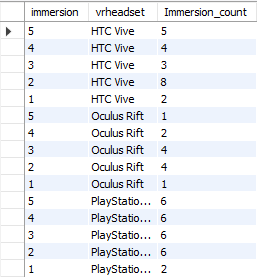 immersion vrheadset Immersion_count
5 HTC Vive 5
4 HTC Vive 4
3 HTC Vive 3
2 HTC Vive 8
1 HTC Vive 2
5 Oculus Rift 1
4 Oculus Rift 2
3 Oculus Rift 4
2 Oculus Rift 4
1 Oculus Rift 1
5 PlayStatio... 6
4 PlayStatio... 6
3 PlayStatio... 6
2 PlayStatio... 6
1 PlayStatio... 2